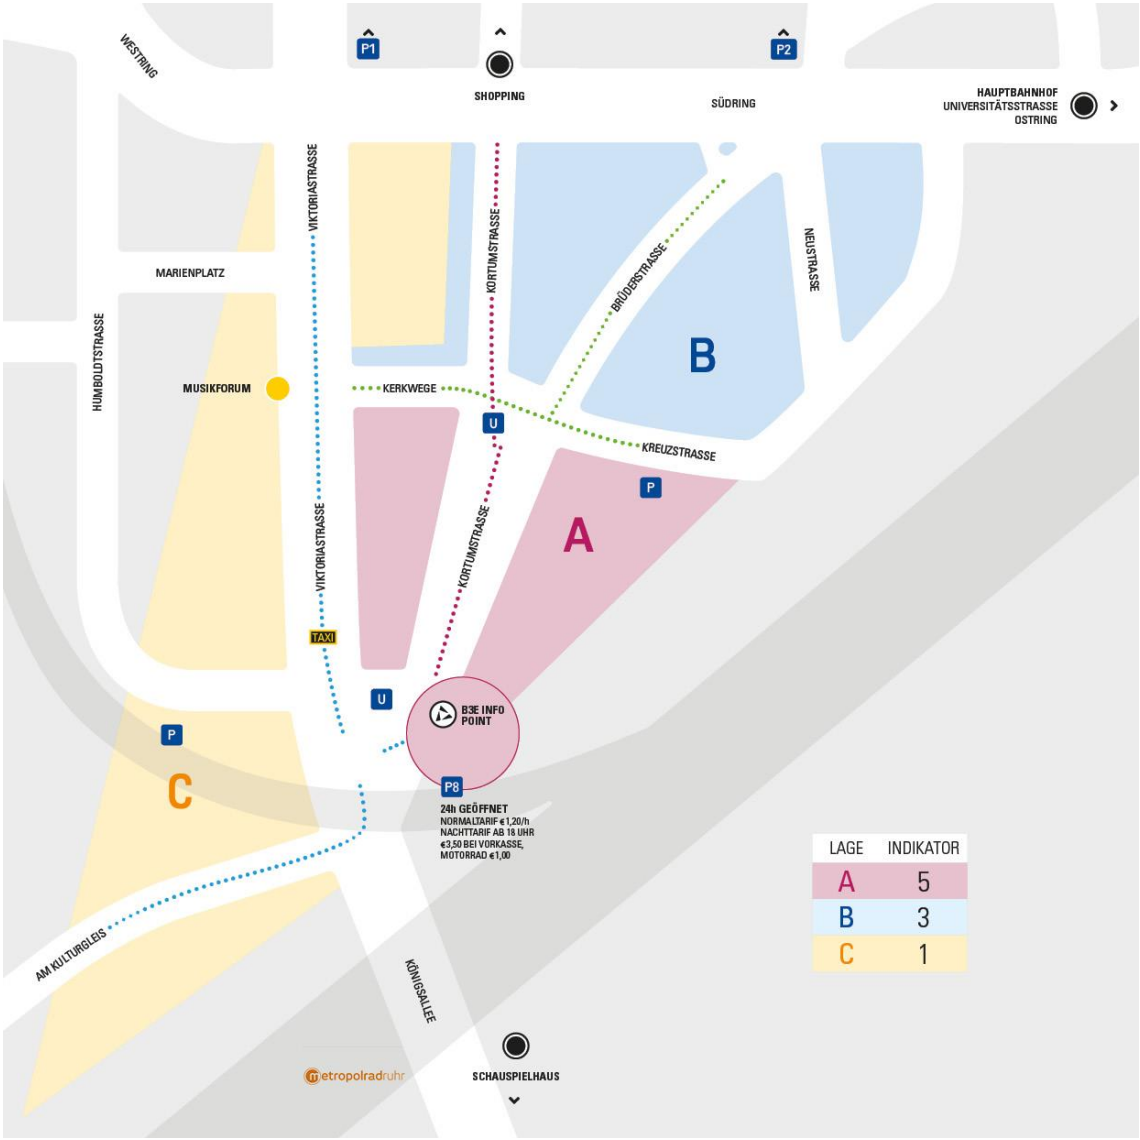 WESTRING
P1
SHOPPING
P2
SÜDRING
HAUPTBAHNHOF
UNIVERSITÄTSSTRASSE
OSTRING
VIKTORIASTRASSE
KORTUMSTRASSE
BRÜDERSTRASSE
NEUSTRASSE
MARIENPLATZ
HUMBOLDTSTRASSE
MUSIKFORUM
KERKWEGE
B
U
KREUZSTRASSE
P
A
VIKTORIASTRASSE
KORTUMSTRASSE
TAXI
U
B3E INFO
POINT
P
C
P8
24h GEÖFFNET
NORMALTARIF € 1,20/h
NACHTTARIF AB 18 UHR
€3,50 BEI VORKASSE,
MOTORRAD € 1,00
LAGE INDIKATOR
A 5
B 3
C 1
AM KULTURGLEIS
KÖNIGSALLEE
SCHAUSPIELHAUS
metropolradruhr